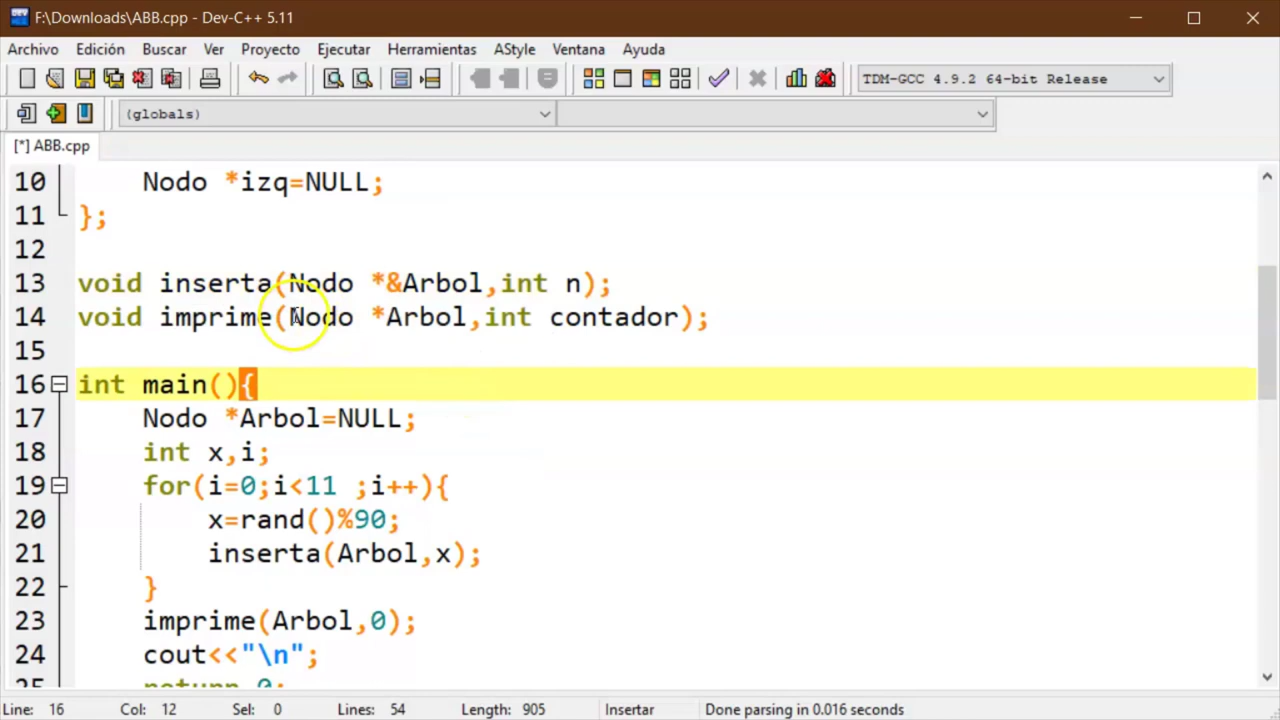 F:\Downloads\ABB.cpp - Dev-C++ 5.11
Archivo Edición Buscar Ver Proyecto Ejecutar Herramientas AStyle Ventana Ayuda
TDM-GCC 4.9.2 64-bit Release
(globals)
[*] ABB.cpp
10 Nodo *izq=NULL;
11 };
12
13 void inserta(Nodo *&Arbol,int n);
14 void imprime(Nodo *Arbol,int contador);
15
16 int main(){
17 Nodo *Arbol=NULL;
18 int x,i;
19 for(i=0;i<11 ;i++){
20 x=rand()%90;
21 inserta(Arbol,x);
22 }
23 imprime(Arbol,0);
24 cout<<"\n";
25 return 0;
Line: 16 Col: 12 Sel: 0 Lines: 54 Length: 905 Insertar Done parsing in 0.016 seconds